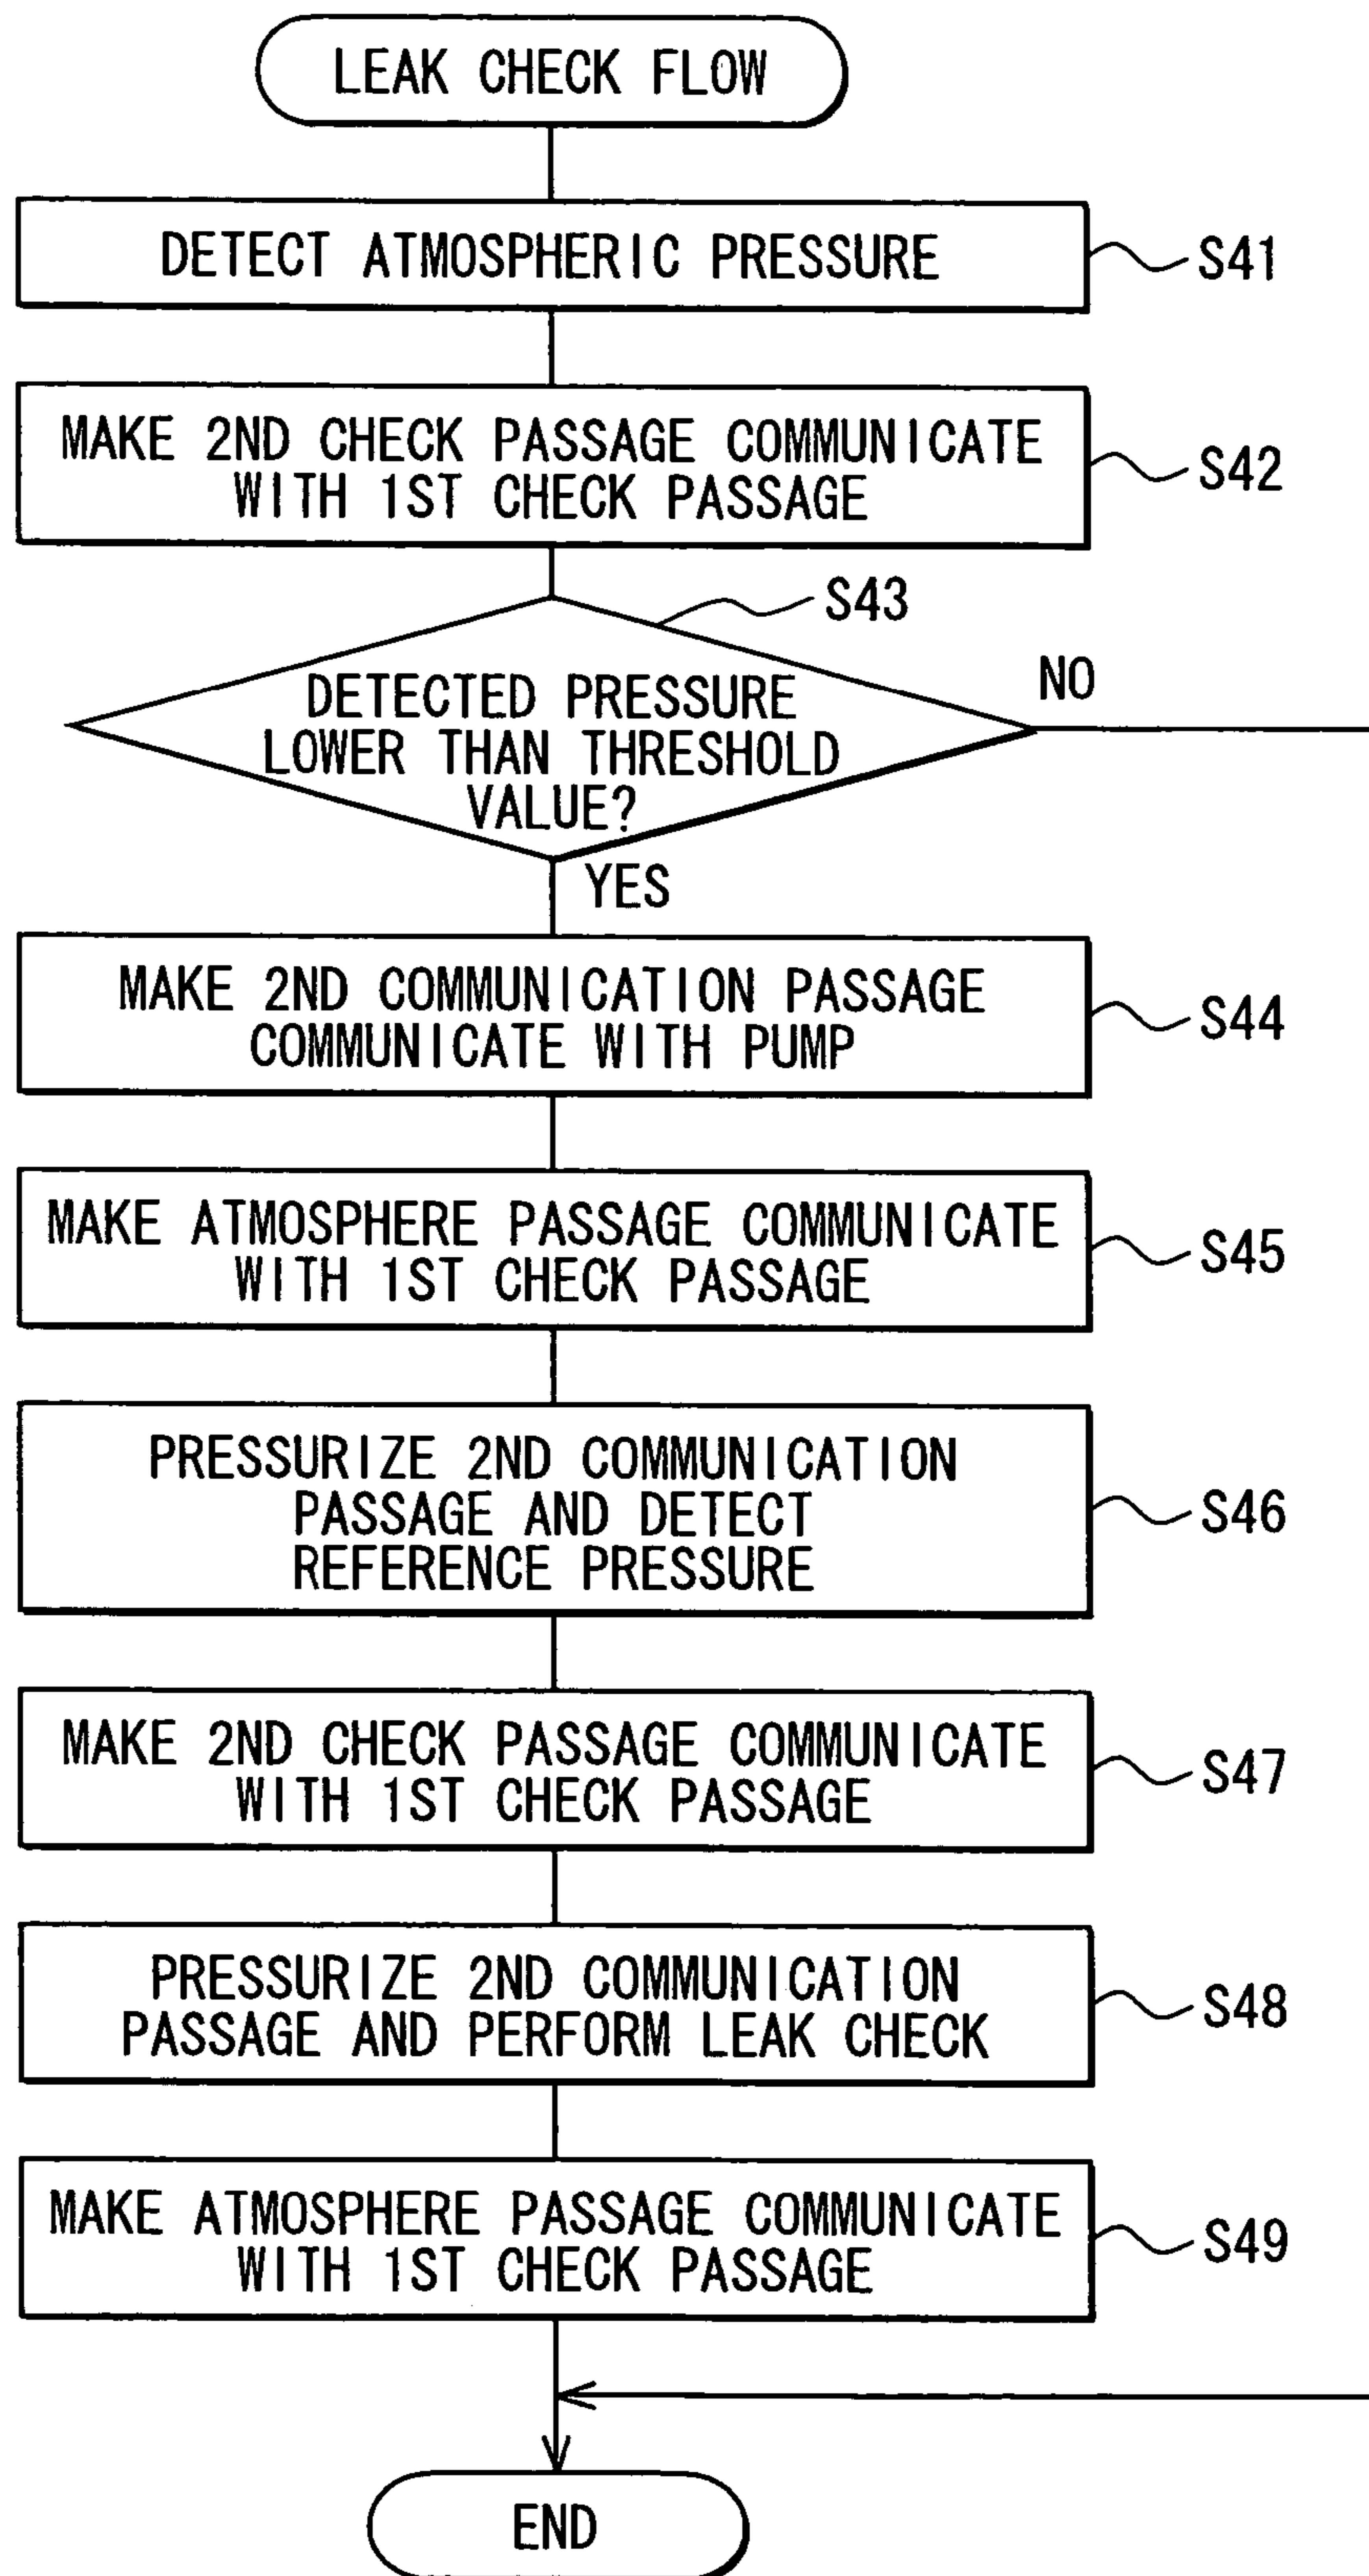 LEAK CHECK FLOW
DETECT ATMOSPHERIC PRESSURE
S41
MAKE 2ND CHECK PASSAGE COMMUNICATE
WITH 1ST CHECK PASSAGE
S42
S43
DETECTED PRESSURE
LOWER THAN THRESHOLD
VALUE?
NO
YES
MAKE 2ND COMMUNICATION PASSAGE
COMMUNICATE WITH PUMP
S44
MAKE ATMOSPHERE PASSAGE COMMUNICATE
WITH 1ST CHECK PASSAGE
S45
PRESSURIZE 2ND COMMUNICATION
PASSAGE AND DETECT
REFERENCE PRESSURE
S46
MAKE 2ND CHECK PASSAGE COMMUNICATE
WITH 1ST CHECK PASSAGE
S47
PRESSURIZE 2ND COMMUNICATION
PASSAGE AND PERFORM LEAK CHECK
S48
MAKE ATMOSPHERE PASSAGE COMMUNICATE
WITH 1ST CHECK PASSAGE
S49
END